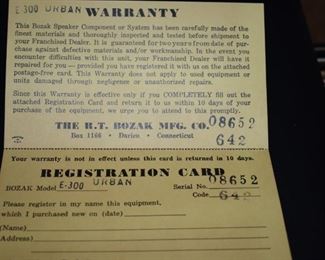 E-300 URBAN WARRANTY
This Bozak Speaker Component or System has been carefully made of the
finest materials and thoroughly inspected and tested before shipment to
your Franchised Dealer. It is guaranteed for two years from date of pur-
chase against defective materials and/or workmanship. In the event you
encounter difficulties with this unit, your Franchised Dealer will have it
repaired for you — provided you have registered it with us on the attached
postage-free card. This Warranty does not apply to used equipment or
units damaged through negligence or unauthorized repairs.
Since this Warranty is effective only if you COMPLETELY fill out the
attached Registration Card and return it to us within 10 days of your
purchase of the equipment, we urge you to attend to it promptly.
THE R.T. BOZAK MFG. CO. 08652
Box 1166 • Darien • Connecticut 642
Your warranty is not in effect unless this card is returned in 10 days.
REGISTRATION CARD
BOZAK Model E-300 URBAN Serial No. 08652
Code 642
Please register in my name this equipment,
which I purchased new on (date)
(Name)
(Address)